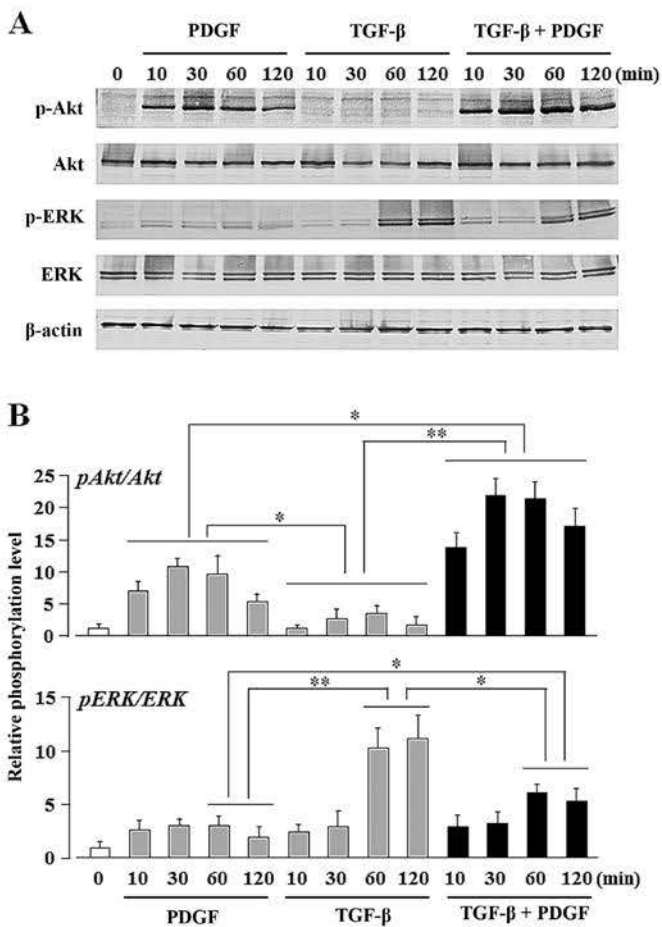 A
PDGF TGF-β TGF-β + PDGF
0 10 30 60 120 10 30 60 120 10 30 60 120 (min)
p-Akt
Akt
p-ERK
ERK
β-actin
B
*
**
25
pAkt/Akt
20
*
15
10
5
0
Relative phosphorylation level
*
** *
15
pERK/ERK
10
5
0
0 10 30 60 120 10 30 60 120 10 30 60 120 (min)
PDGF TGF-β TGF-β + PDGF